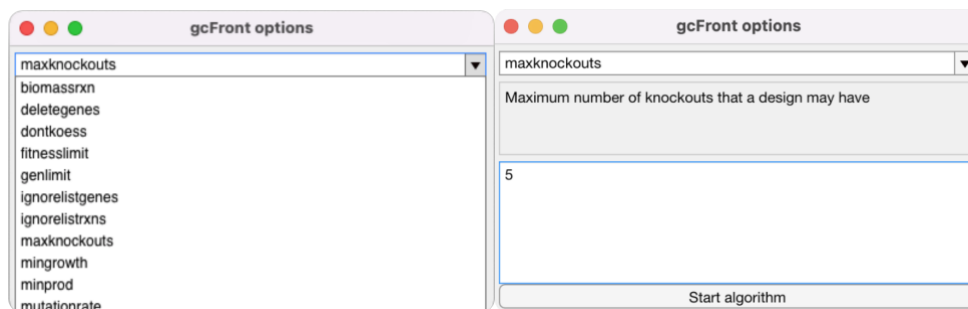 gcFront options
maxknockouts
biomassrxn
deletegenes
dontkoess
fitnesslimit
genlimit
ignorelistgenes
ignorelistrxns
maxknockouts
mingrowth
minprod
mutationrate
gcFront options
maxknockouts
Maximum number of knockouts that a design may have
5
Start algorithm